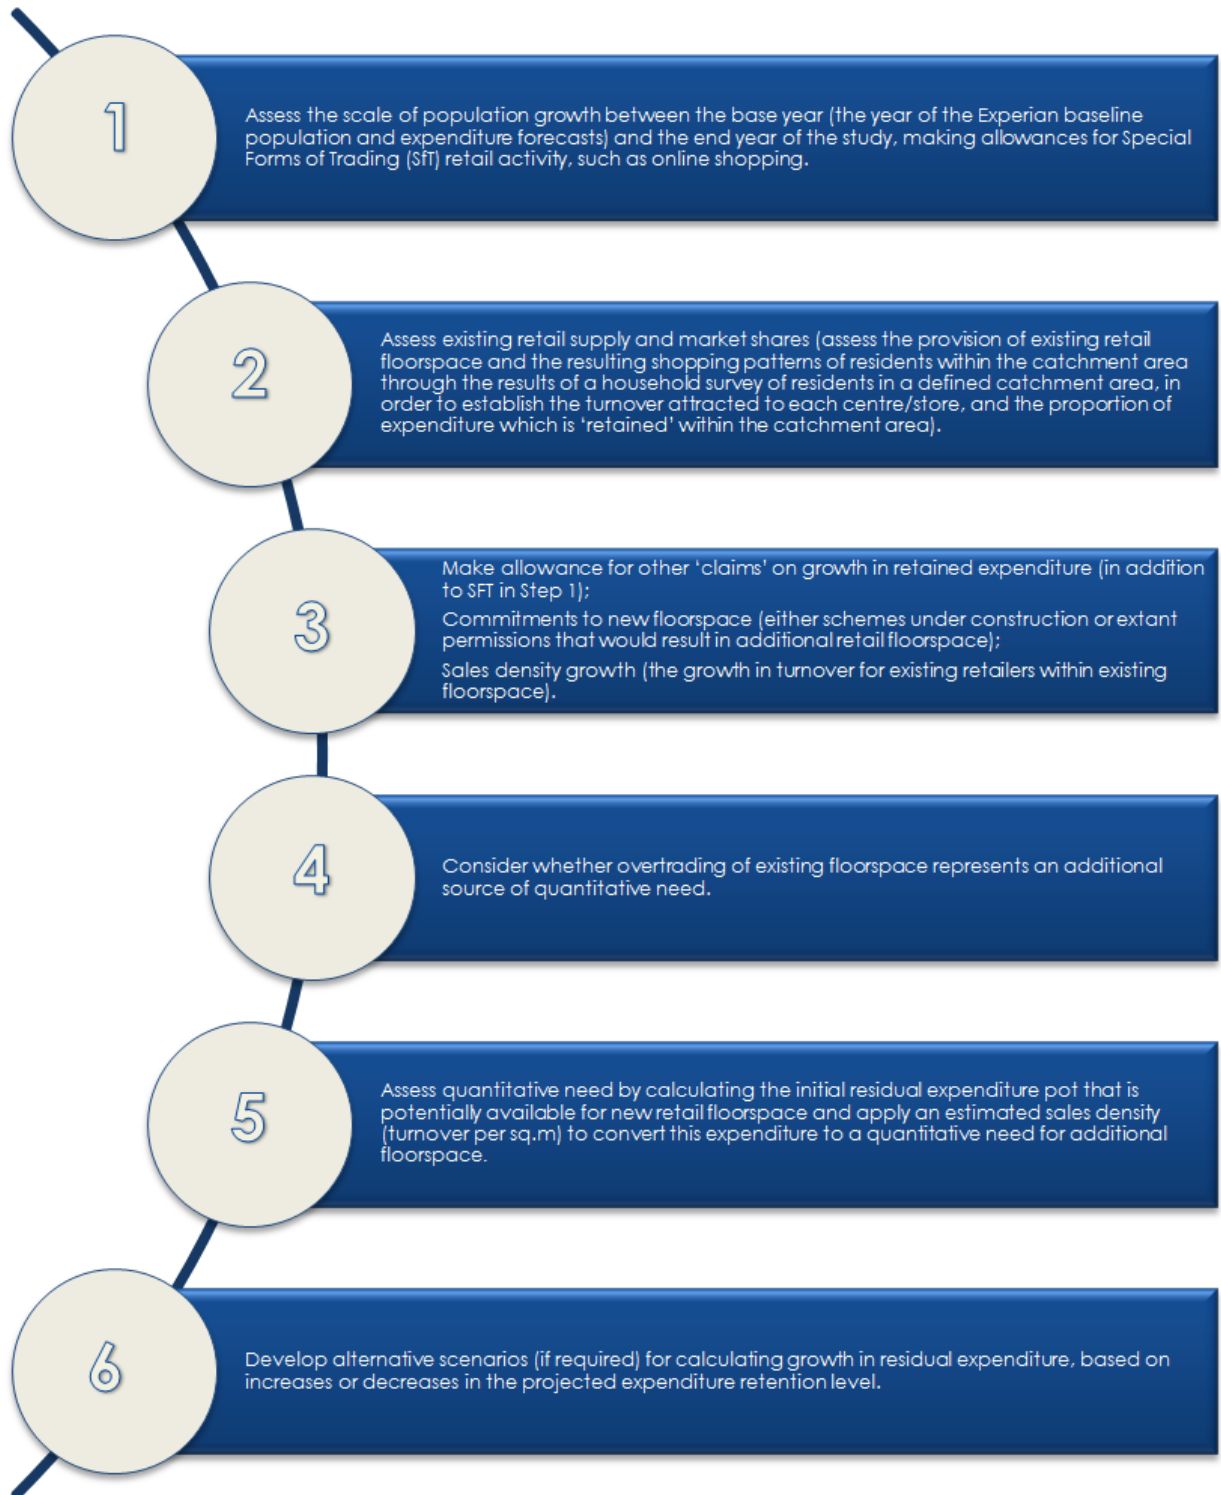 1
Assess the scale of population growth between the base year (the year of the Experian baseline
population and expenditure forecasts) and the end year of the study, making allowances for Special
Forms of Trading (SfT) retail activity, such as online shopping.
2
Assess existing retail supply and market shares (assess the provision of existing retail
floorspace and the resulting shopping patterns of residents within the catchment area
through the results of a household survey of residents in a defined catchment area, in
order to establish the turnover attracted to each centre/store, and the proportion of
expenditure which is ‘retained’ within the catchment area).
3
Make allowance for other ‘claims’ on growth in retained expenditure (in addition
to SFT in Step 1);
Commitments to new floorspace (either schemes under construction or extant
permissions that would result in additional retail floorspace);
Sales density growth (the growth in turnover for existing retailers within existing
floorspace).
4
Consider whether overtrading of existing floorspace represents an additional
source of quantitative need.
5
Assess quantitative need by calculating the initial residual expenditure pot that is
potentially available for new retail floorspace and apply an estimated sales density
(turnover per sq.m) to convert this expenditure to a quantitative need for additional
floorspace.
6
Develop alternative scenarios (if required) for calculating growth in residual expenditure, based on
increases or decreases in the projected expenditure retention level.